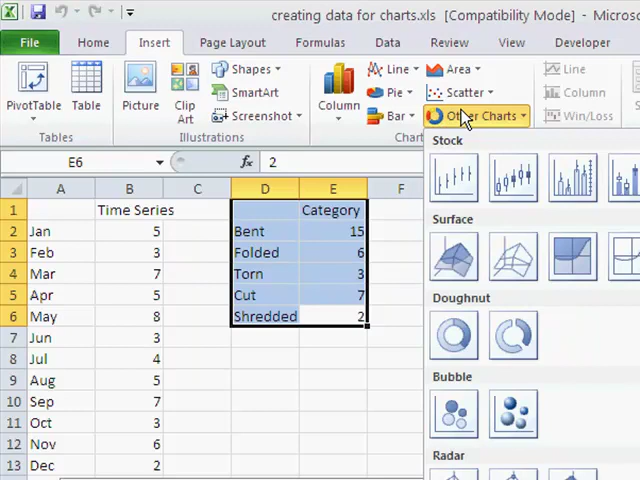 creating data for charts.xls [Compatibility Mode] - Micros
File Home Insert Page Layout Formulas Data Review View Developer
PivotTable Table Picture Clip Art Shapes SmartArt Screenshot Column Line Pie Bar Area Scatter Other Charts Line Column Win/Loss
Tables Illustrations Chart
E6 fx 2
A B C D E F
1 Time Series Category
2 Jan 5 Bent 15
3 Feb 3 Folded 6
4 Mar 7 Torn 3
5 Apr 5 Cut 7
6 May 8 Shredded 2
7 Jun 3
8 Jul 4
9 Aug 5
10 Sep 7
11 Oct 3
12 Nov 6
13 Dec 2
Stock
Surface
Doughnut
Bubble
Radar